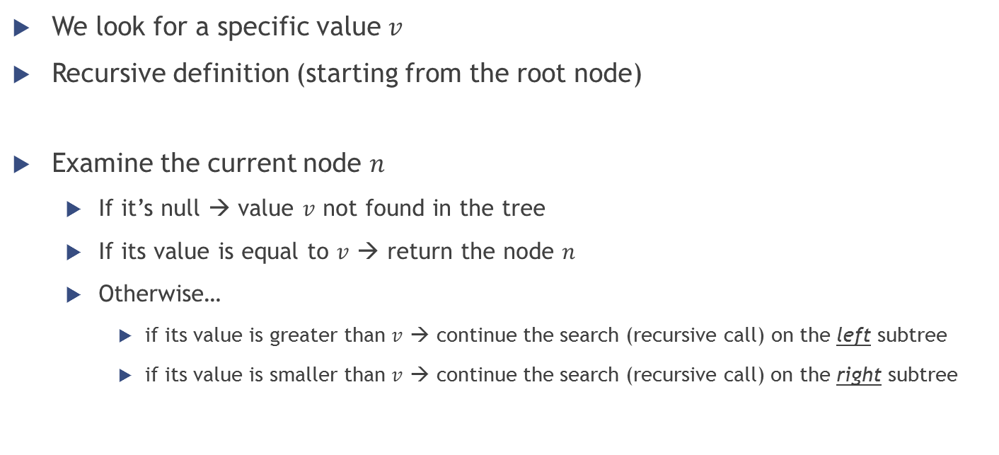 We look for a specific value v
Recursive definition (starting from the root node)
Examine the current node n
If it’s null → value v not found in the tree
If its value is equal to v → return the node n
Otherwise…
if its value is greater than v → continue the search (recursive call) on the left subtree
if its value is smaller than v → continue the search (recursive call) on the right subtree